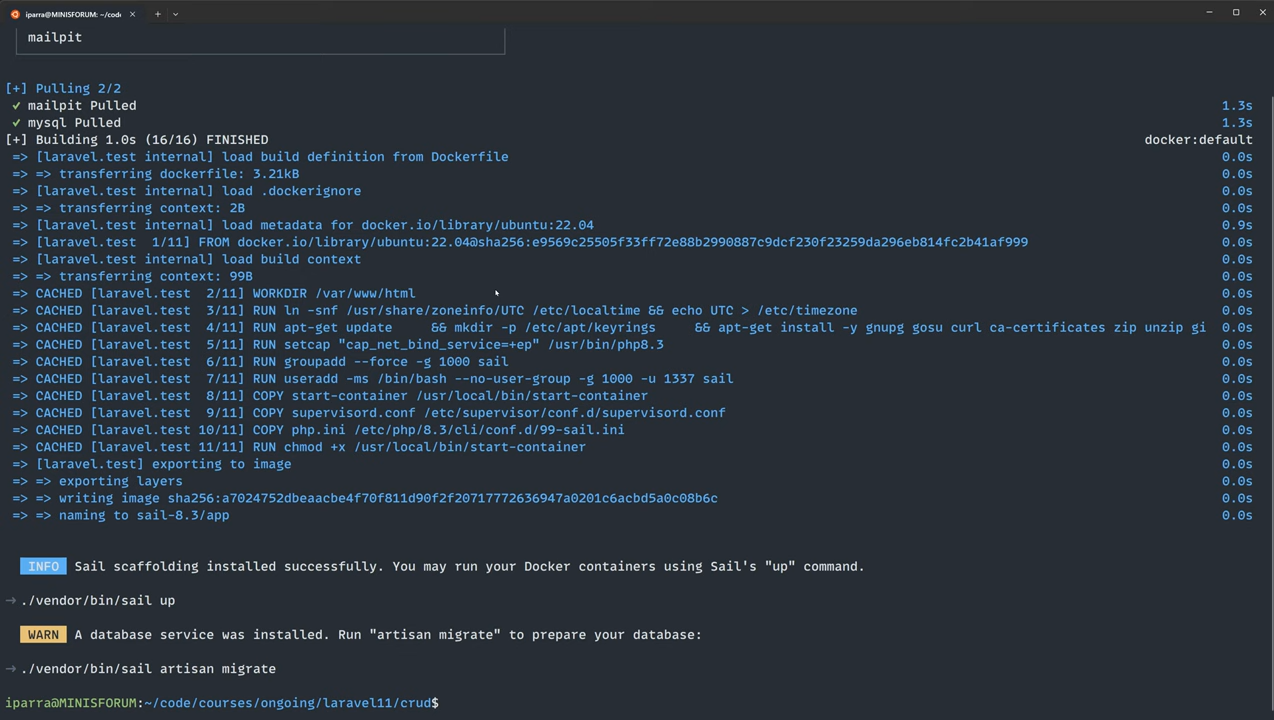 iparra@MINISFORUM: ~/code
mailpit
[+] Pulling 2/2
✓ mailpit Pulled 1.3s
✓ mysql Pulled 1.3s
[+] Building 1.0s (16/16) FINISHED docker:default
=> [laravel.test internal] load build definition from Dockerfile 0.0s
=> => transferring dockerfile: 3.21kB 0.0s
=> [laravel.test internal] load .dockerignore 0.0s
=> => transferring context: 2B 0.0s
=> [laravel.test internal] load metadata for docker.io/library/ubuntu:22.04 0.9s
=> [laravel.test  1/11] FROM docker.io/library/ubuntu:22.04@sha256:e9569c25505f33ff72e88b2990887c9dcf230f23259da296eb814fc2b41af999 0.0s
=> [laravel.test internal] load build context 0.0s
=> => transferring context: 99B 0.0s
=> CACHED [laravel.test  2/11] WORKDIR /var/www/html 0.0s
=> CACHED [laravel.test  3/11] RUN ln -snf /usr/share/zoneinfo/UTC /etc/localtime && echo UTC > /etc/timezone 0.0s
=> CACHED [laravel.test  4/11] RUN apt-get update     && mkdir -p /etc/apt/keyrings     && apt-get install -y gnupg gosu curl ca-certificates zip unzip gi 0.0s
=> CACHED [laravel.test  5/11] RUN setcap "cap_net_bind_service=+ep" /usr/bin/php8.3 0.0s
=> CACHED [laravel.test  6/11] RUN groupadd --force -g 1000 sail 0.0s
=> CACHED [laravel.test  7/11] RUN useradd -ms /bin/bash --no-user-group -g 1000 -u 1337 sail 0.0s
=> CACHED [laravel.test  8/11] COPY start-container /usr/local/bin/start-container 0.0s
=> CACHED [laravel.test  9/11] COPY supervisord.conf /etc/supervisor/conf.d/supervisord.conf 0.0s
=> CACHED [laravel.test 10/11] COPY php.ini /etc/php/8.3/cli/conf.d/99-sail.ini 0.0s
=> CACHED [laravel.test 11/11] RUN chmod +x /usr/local/bin/start-container 0.0s
=> [laravel.test] exporting to image 0.0s
=> => exporting layers 0.0s
=> => writing image sha256:a7024752dbeaacbe4f70f811d90f2f20717772636947a0201c6acbd5a0c08b6c 0.0s
=> => naming to sail-8.3/app 0.0s
INFO Sail scaffolding installed successfully. You may run your Docker containers using Sail's "up" command.
→ ./vendor/bin/sail up
WARN A database service was installed. Run "artisan migrate" to prepare your database:
→ ./vendor/bin/sail artisan migrate
iparra@MINISFORUM:~/code/courses/ongoing/laravel11/crud$